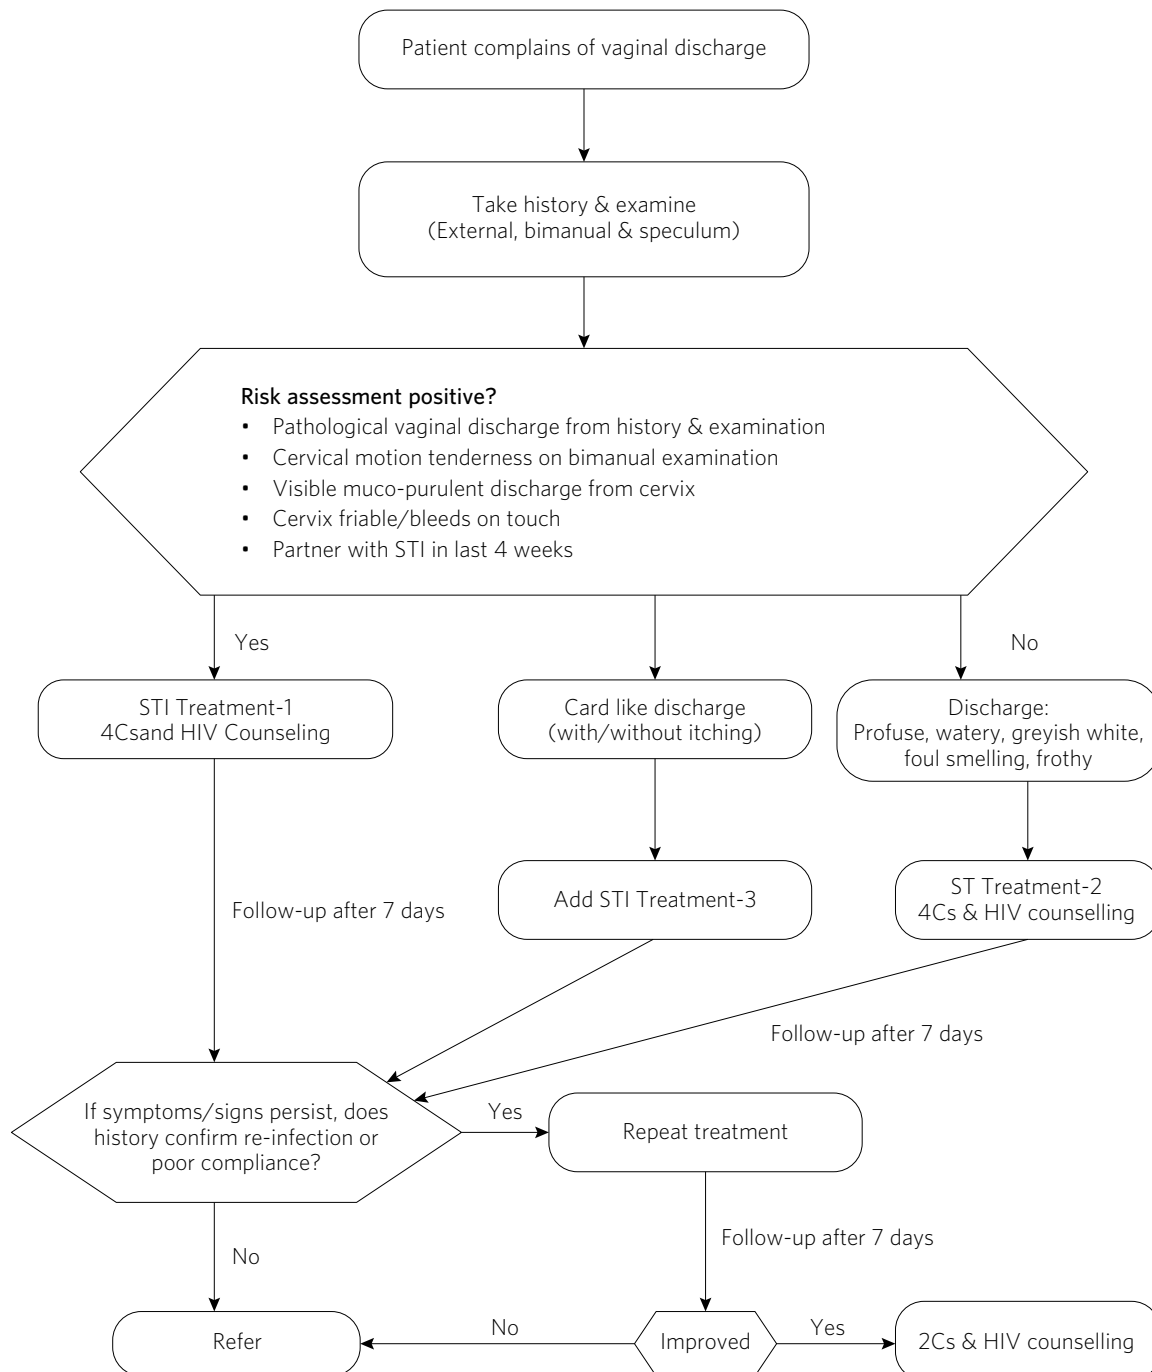 Patient complains of vaginal discharge
Take history & examine
(External, bimanual & speculum)
Risk assessment positive?
• Pathological vaginal discharge from history & examination
• Cervical motion tenderness on bimanual examination
• Visible muco-purulent discharge from cervix
• Cervix friable/bleeds on touch
• Partner with STI in last 4 weeks
Yes
No
STI Treatment-1
4Csand HIV Counseling
Card like discharge
(with/without itching)
Discharge:
Profuse, watery, greyish white,
foul smelling, frothy
Follow-up after 7 days
Add STI Treatment-3
ST Treatment-2
4Cs & HIV counselling
Follow-up after 7 days
If symptoms/signs persist, does
history confirm re-infection or
poor compliance?
Yes
Repeat treatment
No
Follow-up after 7 days
Refer
No
Improved
Yes
2Cs & HIV counselling